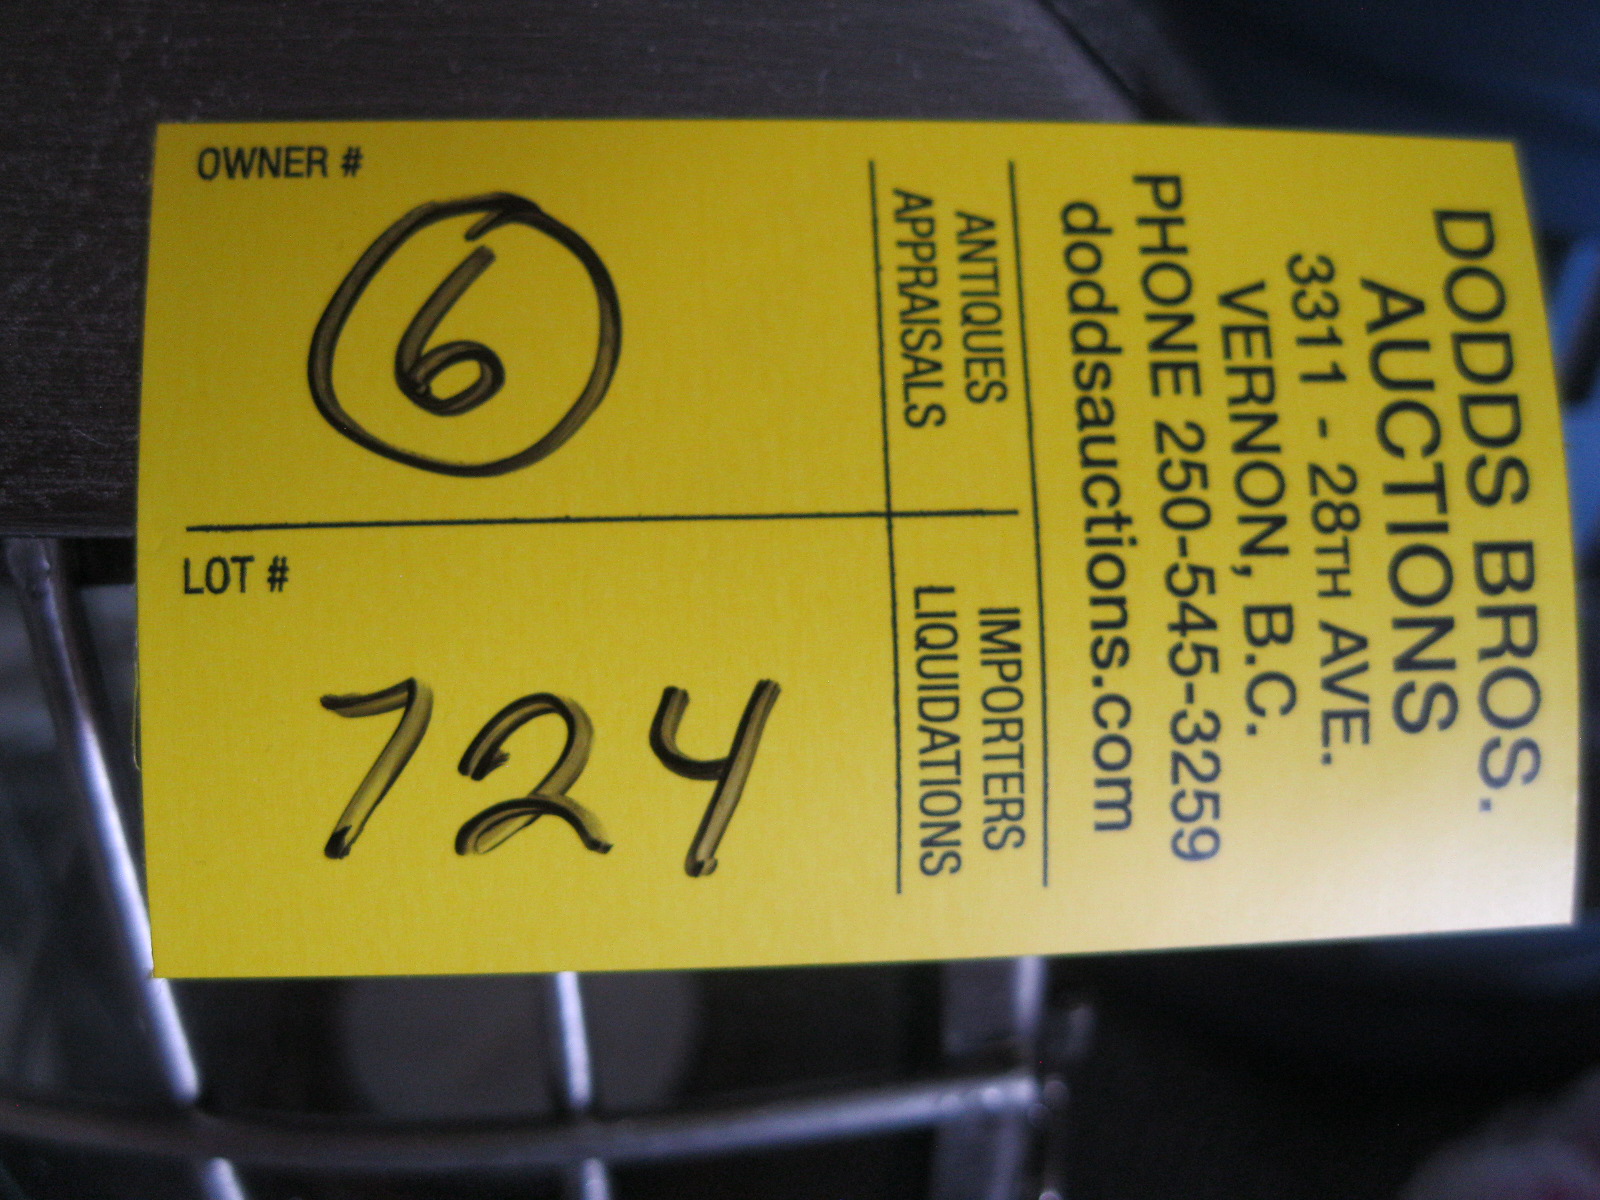 DODDS BROS.
AUCTIONS
3311 - 28TH AVE.
VERNON, B.C.
PHONE 250-545-3259
doddsauctions.com
ANTIQUES
APPRAISALS
IMPORTERS
LIQUIDATIONS
OWNER #
6
LOT #
724